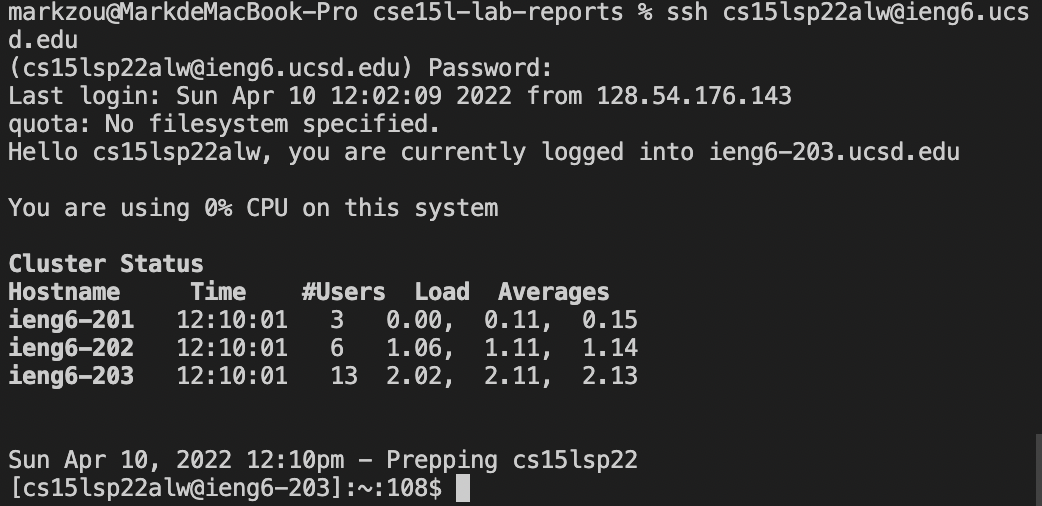 markzou@MarkdeMacBook-Pro cse15l-lab-reports % ssh cs15lsp22alw@ieng6.ucs
d.edu
(cs15lsp22alw@ieng6.ucsd.edu) Password:
Last login: Sun Apr 10 12:02:09 2022 from 128.54.176.143
quota: No filesystem specified.
Hello cs15lsp22alw, you are currently logged into ieng6-203.ucsd.edu
You are using 0% CPU on this system
Cluster Status
Hostname     Time    #Users  Load  Averages
ieng6-201   12:10:01   3   0.00,  0.11,  0.15
ieng6-202   12:10:01   6   1.06,  1.11,  1.14
ieng6-203   12:10:01   13  2.02,  2.11,  2.13
Sun Apr 10, 2022 12:10pm - Prepping cs15lsp22
[cs15lsp22alw@ieng6-203]:~:108$